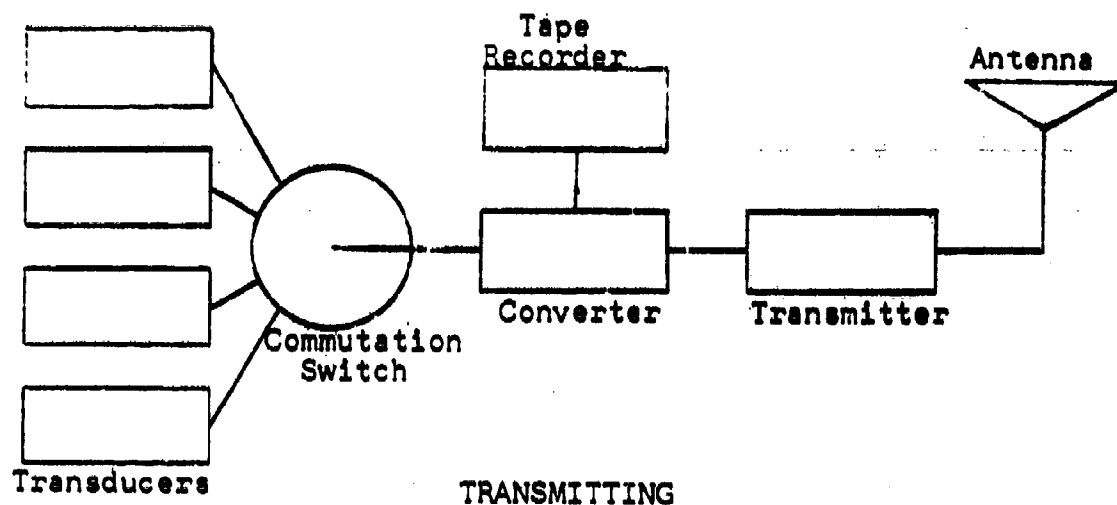 Tape
Recorder
Antenna
Converter
Transmitter
Commutation
Switch
Transducers
TRANSMITTING